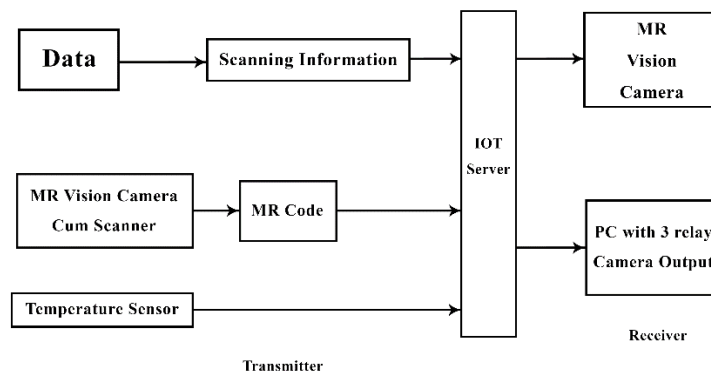 Data
Scanning Information
MR
Vision
Camera
IOT
Server
MR Vision Camera
Cum Scanner
MR Code
PC with 3 relay
Camera Output
Temperature Sensor
Receiver
Transmitter